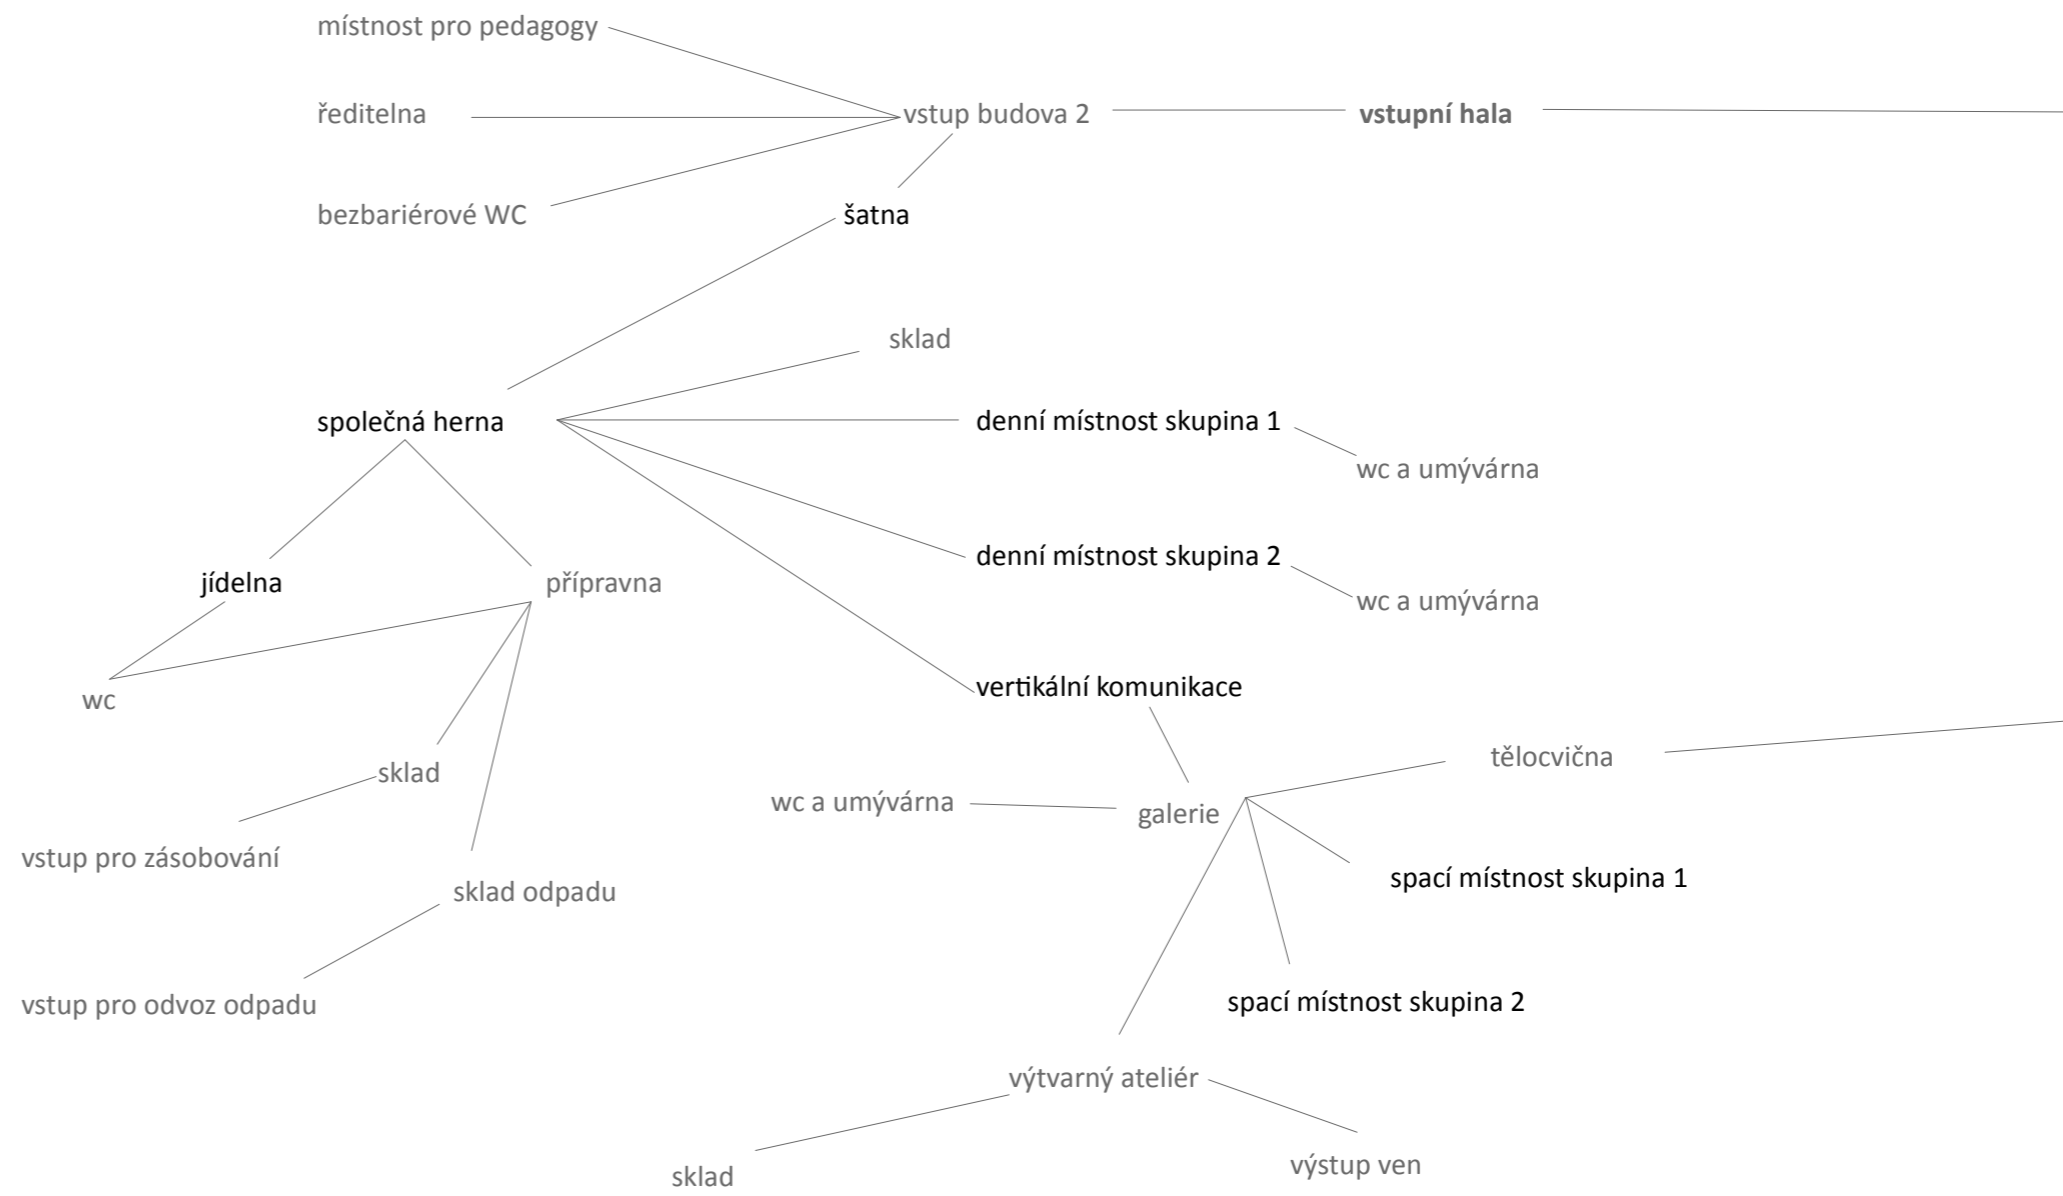 místnost pro pedagogy
ředitelna
vstup budova 2
vstupní hala
bezbariérové WC
šatna
sklad
společná herna
denní místnost skupina 1
wc a umývárna
denní místnost skupina 2
jídelna
přípravna
wc a umývárna
vertikální komunikace
wc
tělocvična
sklad
wc a umývárna
galerie
vstup pro zásobování
spací místnost skupina 1
sklad odpadu
spací místnost skupina 2
vstup pro odvoz odpadu
výtvarný ateliér
výstup ven
sklad